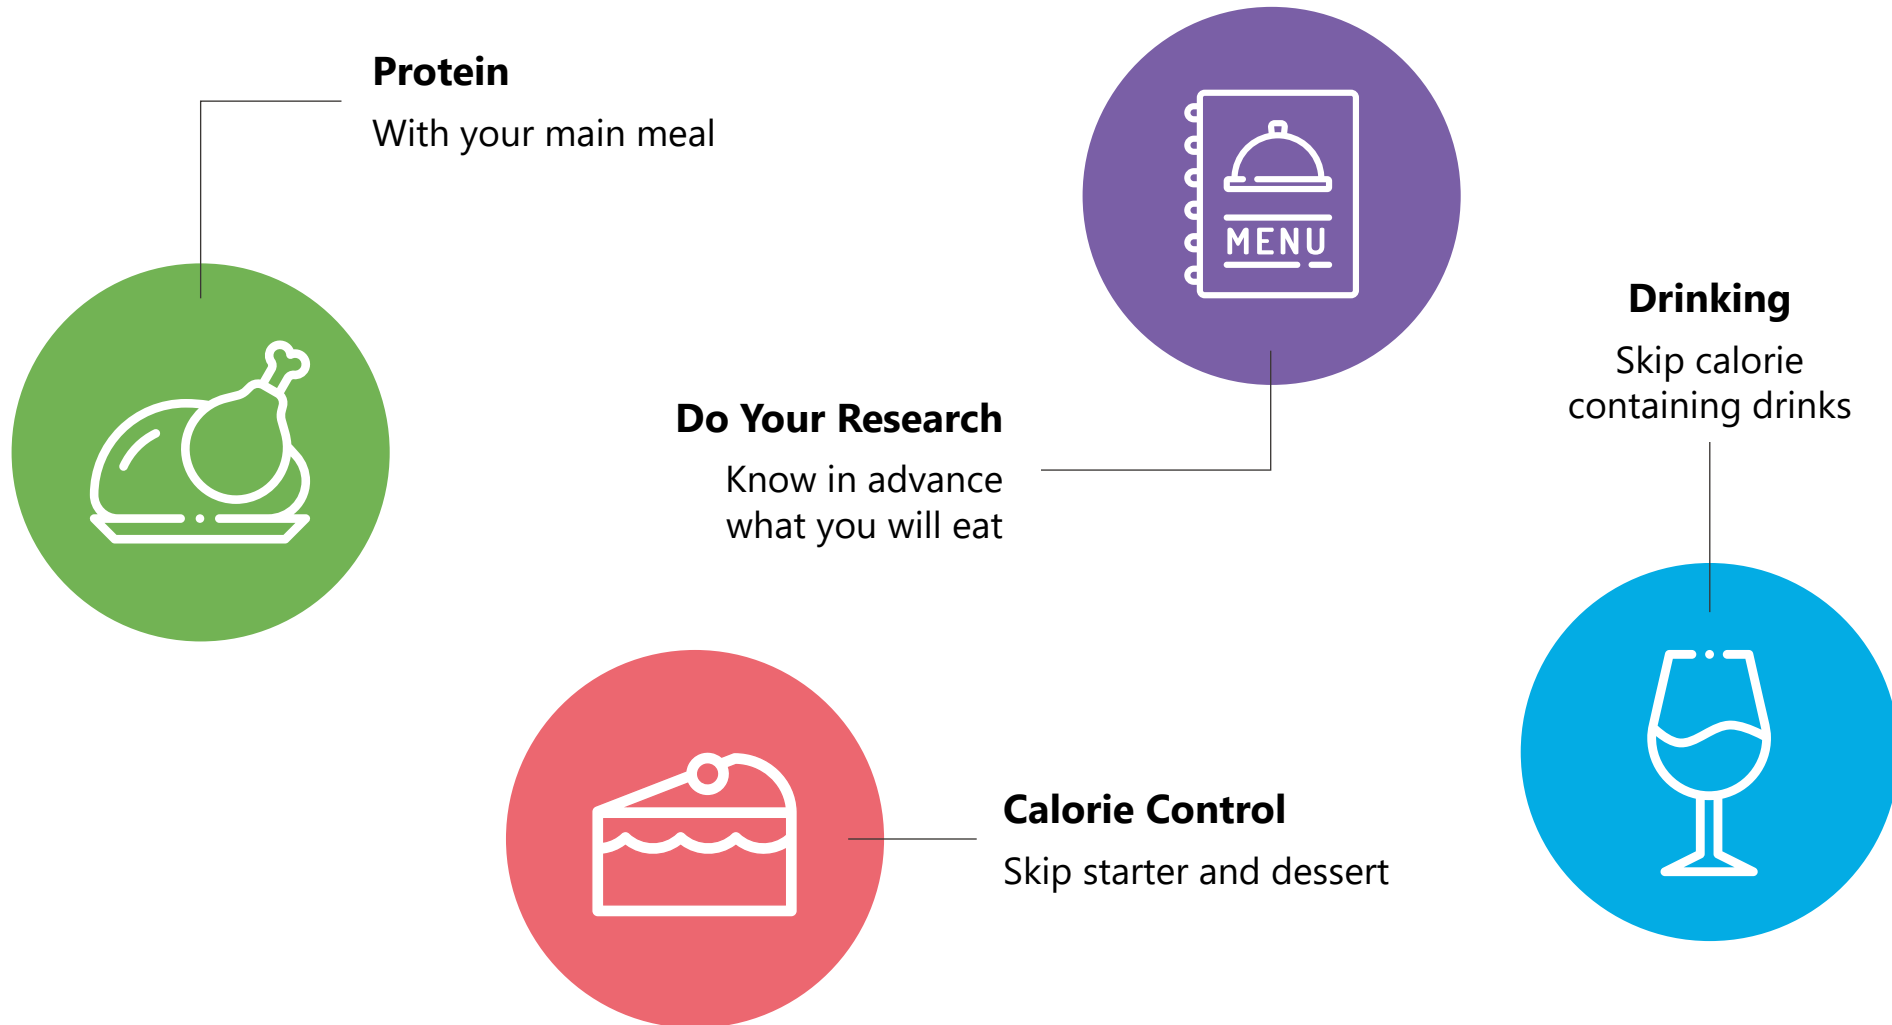 Protein
With your main meal
MENU
Do Your Research
Know in advance
what you will eat
Drinking
Skip calorie
containing drinks
Calorie Control
Skip starter and dessert